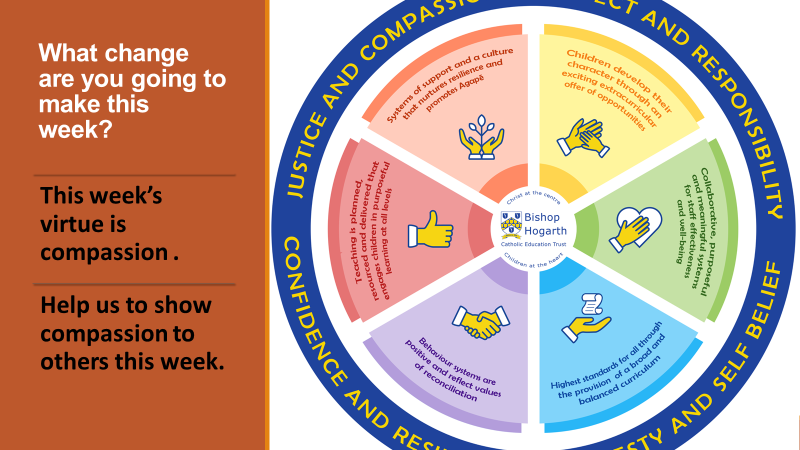 What change
are you going to
make this
week?
This week's
virtue is
compassion .
Help us to show
compassion to
others this week.
JUSTICE AND COMPASSIO
ECT AND RESPONSIBILITY
Systems of support and a culture
that nurtures resilience and
promotes Agapè
Children develop their
character through an
exciting extracurricular
offer of opportunities
Collaborative, purposeful
and meaningful systems
for staff effectiveness
and well-being
Highest standards for all through
the provision of a broad and
balanced curriculum
Behaviour systems are
positive and reflect values
of reconciliation
Teaching is planned,
resourced and delivered that
engages children in purposeful
learning at all levels
Christ at the centre
Bishop
Hogarth
Catholic Education Trust
Children at the heart
CONFIDENCE AND RESI
ESTY AND SELF BELIEF